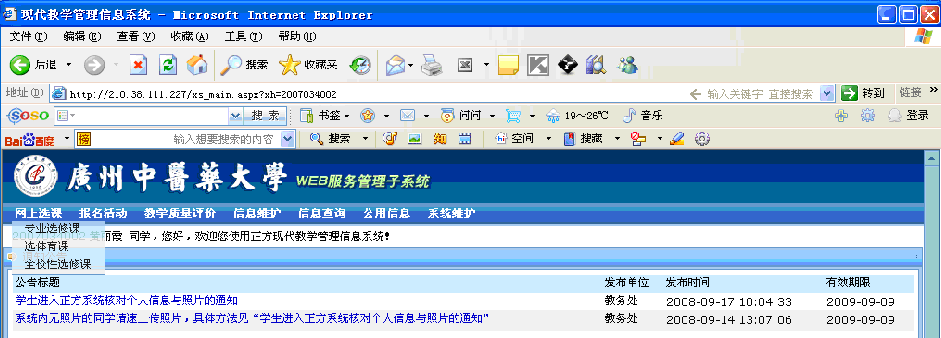 现代教学管理信息系统 - Microsoft Internet Explorer
文件(F) 编辑(E) 查看(V) 收藏(A) 工具(T) 帮助(H)
后退 搜索 收藏夹
地址(D) http://2.0.38.111.227/xs_main.aspx?xh=2007034002 输入关键字 直接搜索 转到 链接 »
SOSO 搜 索 书签 问问 19～26℃ 音乐 登录
Bai百度 输入想要搜索的内容 搜索 空间 搜藏
廣州中醫藥大學 WEB服务管理子系统
网上选课 报名活动 教学质量评价 信息维护 信息查询 公用信息 系统维护
专业选修课
同学，您好，欢迎您使用正方现代教学管理信息系统!
选体育课
全校性选修课
公告标题 发布单位 发布时间 有效期限
学生进入正方系统核对个人信息与照片的通知 教务处 2008-09-17 10:04 33 2009-09-09
系统内无照片的同学请速上传照片，具体方法见“学生进入正方系统核对个人信息与照片的通知” 教务处 2008-09-14 13:07 06 2009-09-09